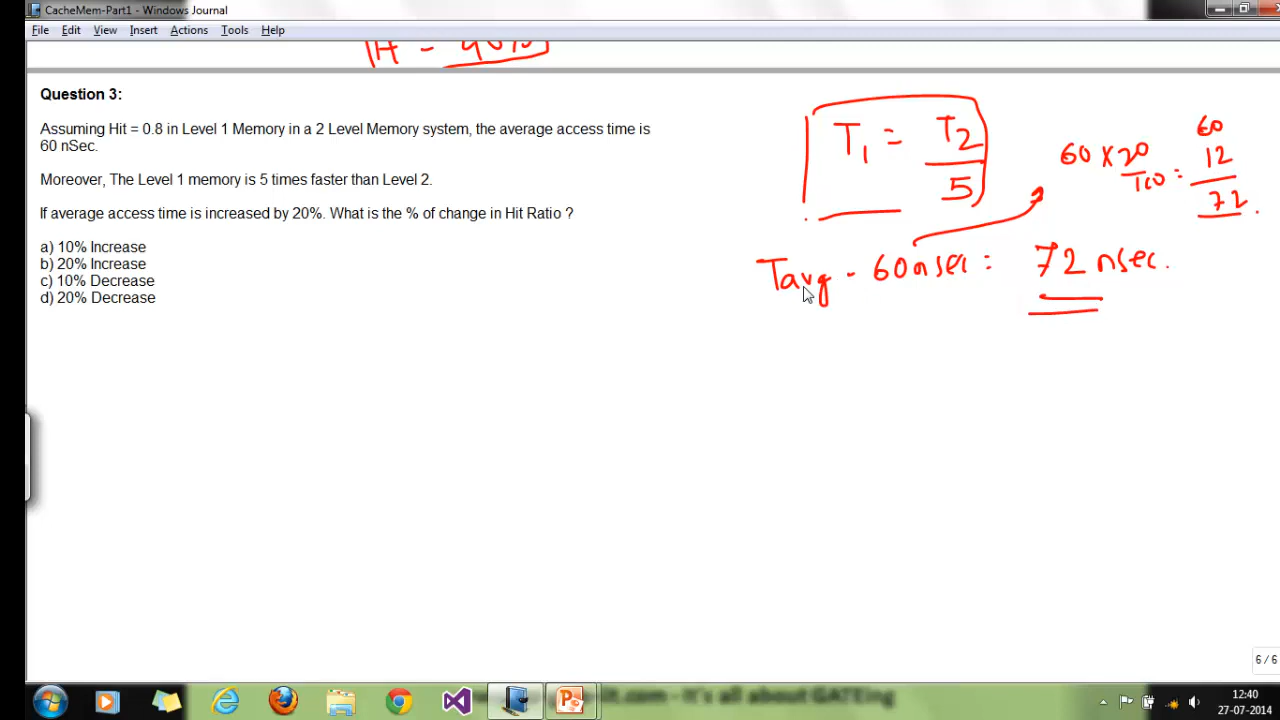 CacheMem-Part1 - Windows Journal
File Edit View Insert Actions Tools Help
Question 3:
Assuming Hit = 0.8 in Level 1 Memory in a 2 Level Memory system, the average access time is
60 nSec.
Moreover, The Level 1 memory is 5 times faster than Level 2.
If average access time is increased by 20%. What is the % of change in Hit Ratio ?
a) 10% Increase
b) 20% Increase
c) 10% Decrease
d) 20% Decrease
T1 = T2
5
60 × 20
100 =
60
12
72
Tavg - 60nsec = 72 nsec.
6 / 6
12:40
27-07-2014